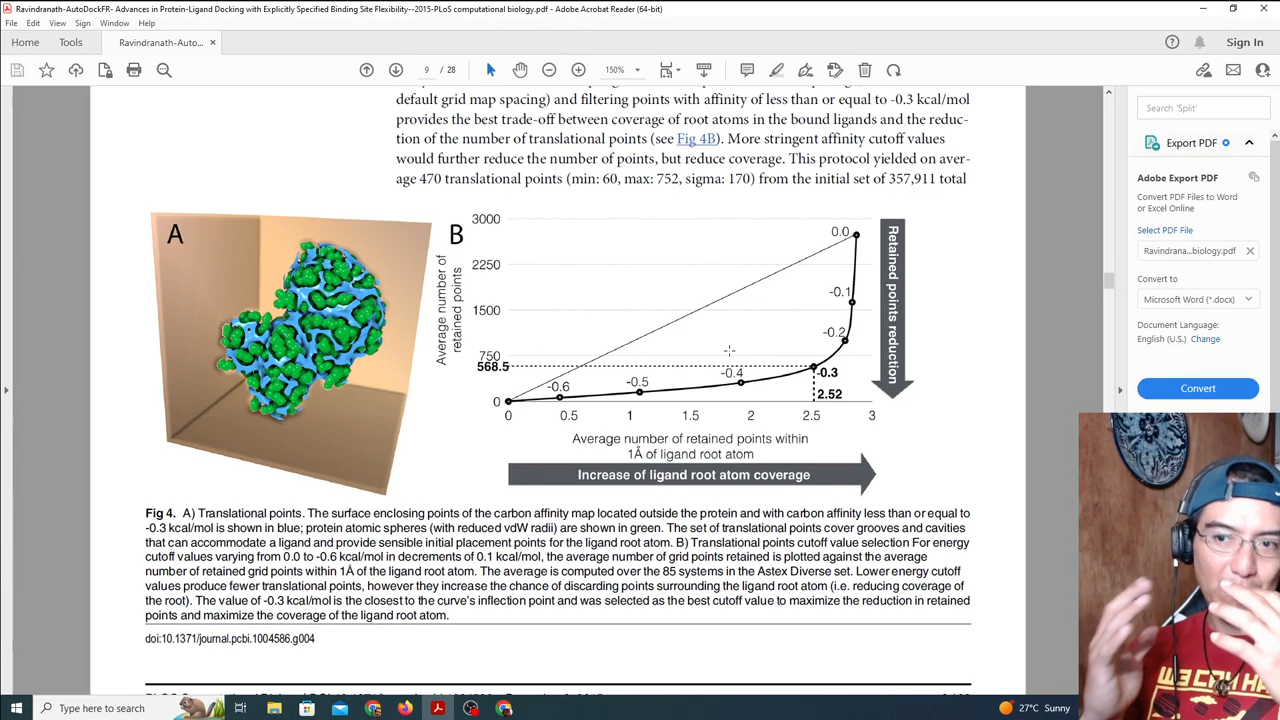 Ravindranath-AutoDockFR- Advances in Protein-Ligand Docking with Explicitly Specified Binding Site Flexibility--2015-PLoS computational biology.pdf - Adobe Acrobat Reader (64-bit)
File Edit View Sign Window Help
Home Tools Ravindranath-Auto... Sign In
9 / 28 150%
default grid map spacing) and filtering points with affinity of less than or equal to -0.3 kcal/mol
provides the best trade-off between coverage of root atoms in the bound ligands and the reduc-
tion of the number of translational points (see Fig 4B). More stringent affinity cutoff values
would further reduce the number of points, but reduce coverage. This protocol yielded on aver-
age 470 translational points (min: 60, max: 752, sigma: 170) from the initial set of 357,911 total
A
B
Average number of
retained points
3000
2250
1500
750
568.5
0
0.0
-0.1
-0.2
-0.3
-0.4
-0.5
-0.6
2.52
0 0.5 1 1.5 2 2.5 3
Average number of retained points within
1Å of ligand root atom
Increase of ligand root atom coverage
Retained points reduction
Fig 4. A) Translational points. The surface enclosing points of the carbon affinity map located outside the protein and with carbon affinity less than or equal to
-0.3 kcal/mol is shown in blue; protein atomic spheres (with reduced vdW radii) are shown in green. The set of translational points cover grooves and cavities
that can accommodate a ligand and provide sensible initial placement points for the ligand root atom. B) Translational points cutoff value selection For energy
cutoff values varying from 0.0 to -0.6 kcal/mol in decrements of 0.1 kcal/mol, the average number of grid points retained is plotted against the average
number of retained grid points within 1Å of the ligand root atom. The average is computed over the 85 systems in the Astex Diverse set. Lower energy cutoff
values produce fewer translational points, however they increase the chance of discarding points surrounding the ligand root atom (i.e. reducing coverage of
the root). The value of -0.3 kcal/mol is the closest to the curve's inflection point and was selected as the best cutoff value to maximize the reduction in retained
points and maximize the coverage of the ligand root atom.
doi:10.1371/journal.pcbi.1004586.g004
Search 'Split'
Export PDF
Adobe Export PDF
Convert PDF Files to Word
or Excel Online
Select PDF File
Ravindrana...biology.pdf
Convert to
Microsoft Word (*.docx)
Document Language:
English (U.S.) Change
Convert
Type here to search
27°C Sunny